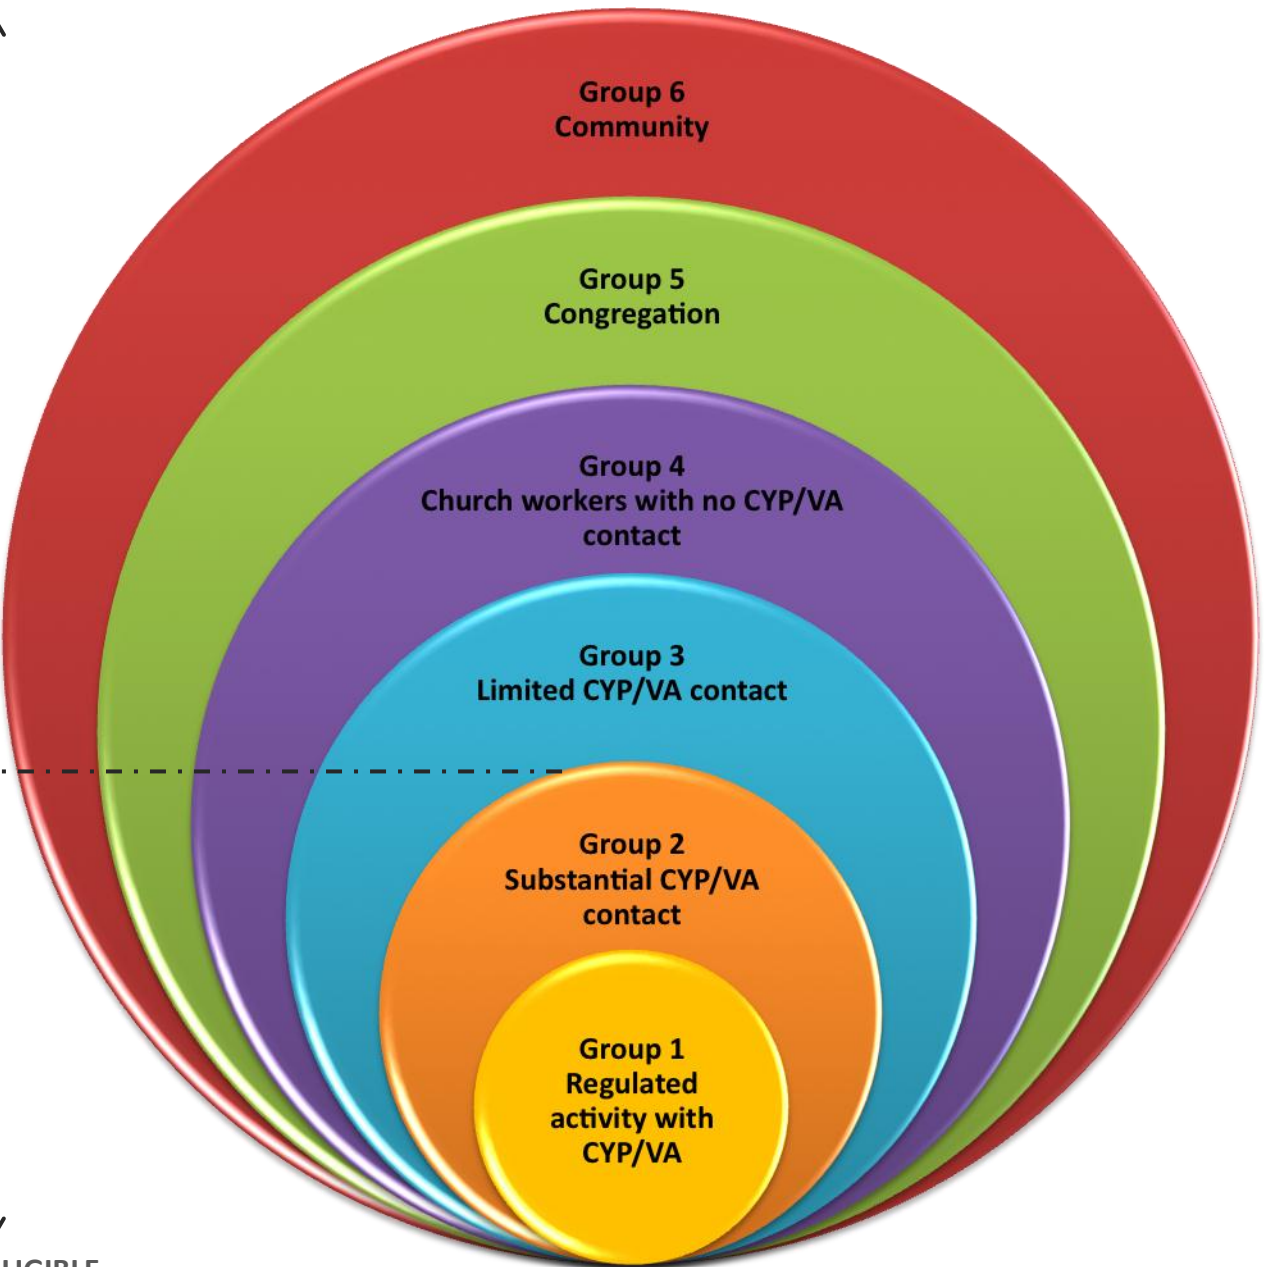 Group 6
Community
Group 5
Congregation
Group 4
Church workers with no CYP/VA
contact
Group 3
Limited CYP/VA contact
Group 2
Substantial CYP/VA
contact
Group 1
Regulated
activity with
CYP/VA